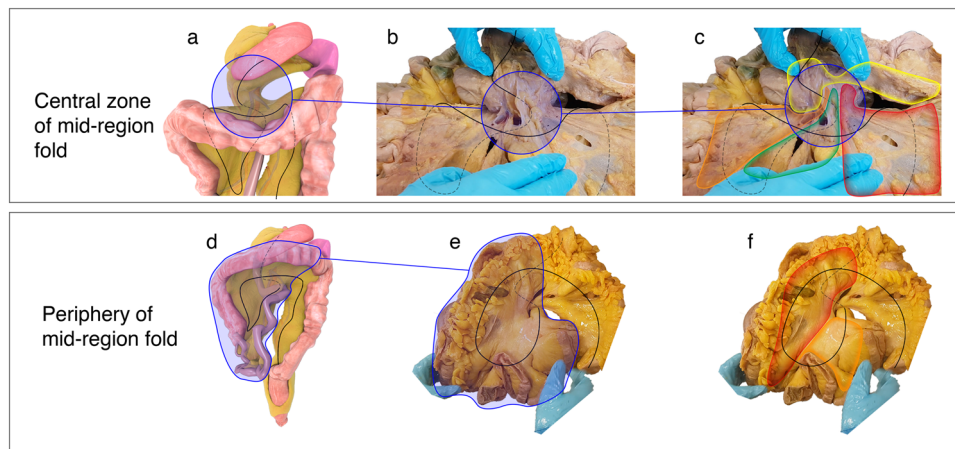 a
b
c
Central zone
of mid-region
fold
d
e
f
Periphery of
mid-region fold